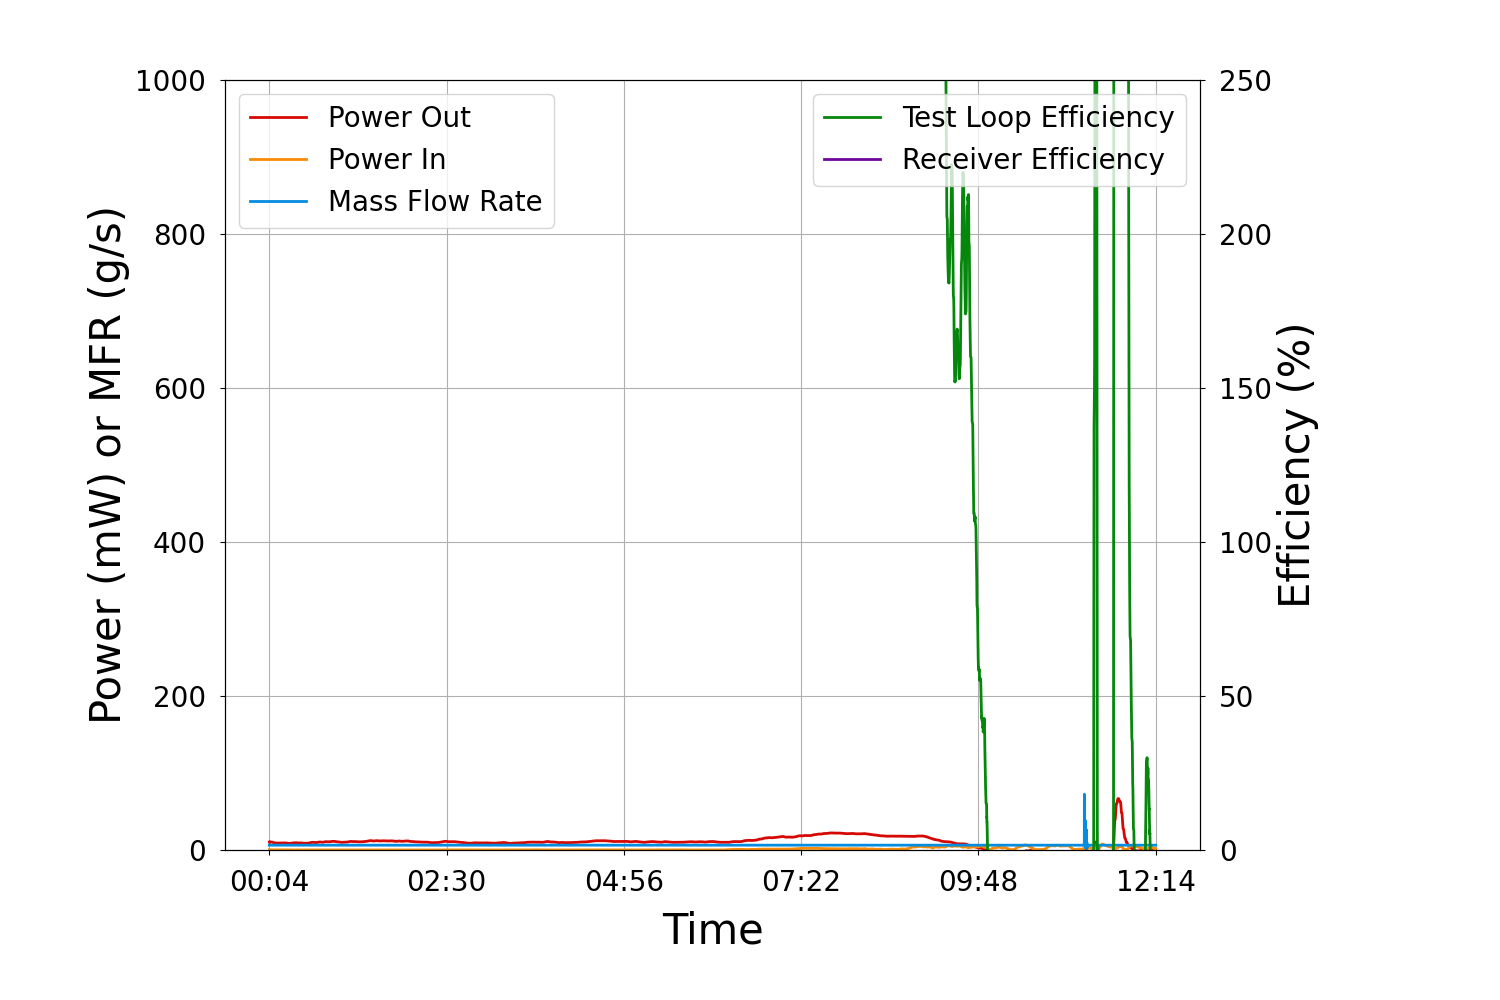 Power Out
Power In
Mass Flow Rate
Test Loop Efficiency
Receiver Efficiency
Power (mW) or MFR (g/s)
1000
800
600
400
200
0
250
200
150
100
50
0
Efficiency (%)
00:04 02:30 04:56 07:22 09:48 12:14
Time